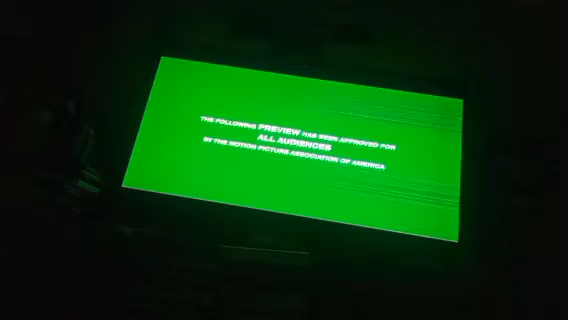 THE FOLLOWING PREVIEW HAS BEEN APPROVED FOR
ALL AUDIENCES
BY THE MOTION PICTURE ASSOCIATION OF AMERICA